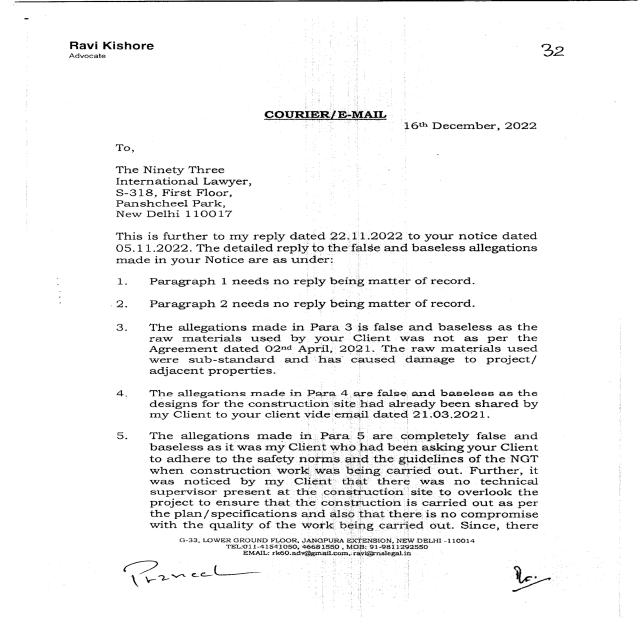 Ravi Kishore
Advocate
32
COURIER/E-MAIL
16th December, 2022
To,
The Ninety Three
International Lawyer,
S-318, First Floor,
Panshcheel Park,
New Delhi 110017
This is further to my reply dated 22.11.2022 to your notice dated
05.11.2022. The detailed reply to the false and baseless allegations
made in your Notice are as under:
1. Paragraph 1 needs no reply being matter of record.
2. Paragraph 2 needs no reply being matter of record.
3. The allegations made in Para 3 is false and baseless as the
raw materials used by your Client was not as per the
Agreement dated 02nd April, 2021. The raw materials used
were sub-standard and has caused damage to project/
adjacent properties.
4. The allegations made in Para 4 are false and baseless as the
designs for the construction site had already been shared by
my Client to your client vide email dated 21.03.2021.
5. The allegations made in Para 5 are completely false and
baseless as it was my Client who had been asking your Client
to adhere to the safety norms and the guidelines of the NGT
when construction work was being carried out. Further, it
was noticed by my Client that there was no technical
supervisor present at the construction site to overlook the
project to ensure that the construction is carried out as per
the plan/specifications and also that there is no compromise
with the quality of the work being carried out. Since, there
G-33, LOWER GROUND FLOOR, JANGPURA EXTENSION, NEW DELHI -110014
TEL:011-41541050, 46681550 , MOB: 91-9811292550
EMAIL: rk60.adv@gmail.com, ravi@rnalegal.in